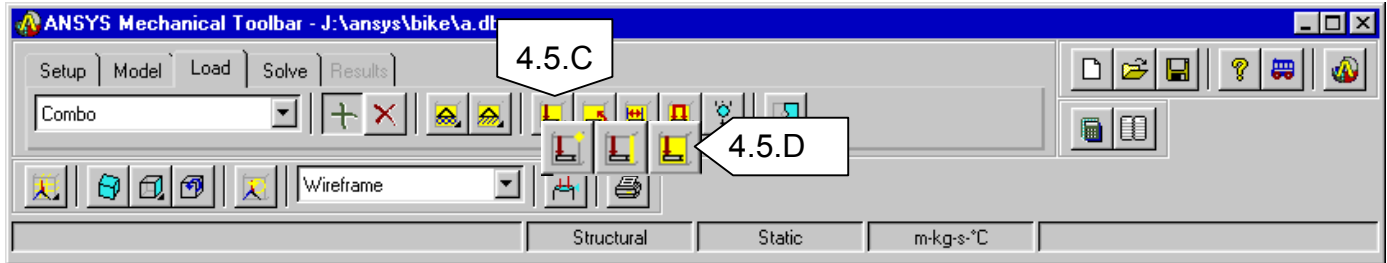 ANSYS Mechanical Toolbar - J:\ansys\bike\a.db
4.5.C
Setup Model Load Solve Results
Combo
4.5.D
Wireframe
Structural Static m-kg-s-°C